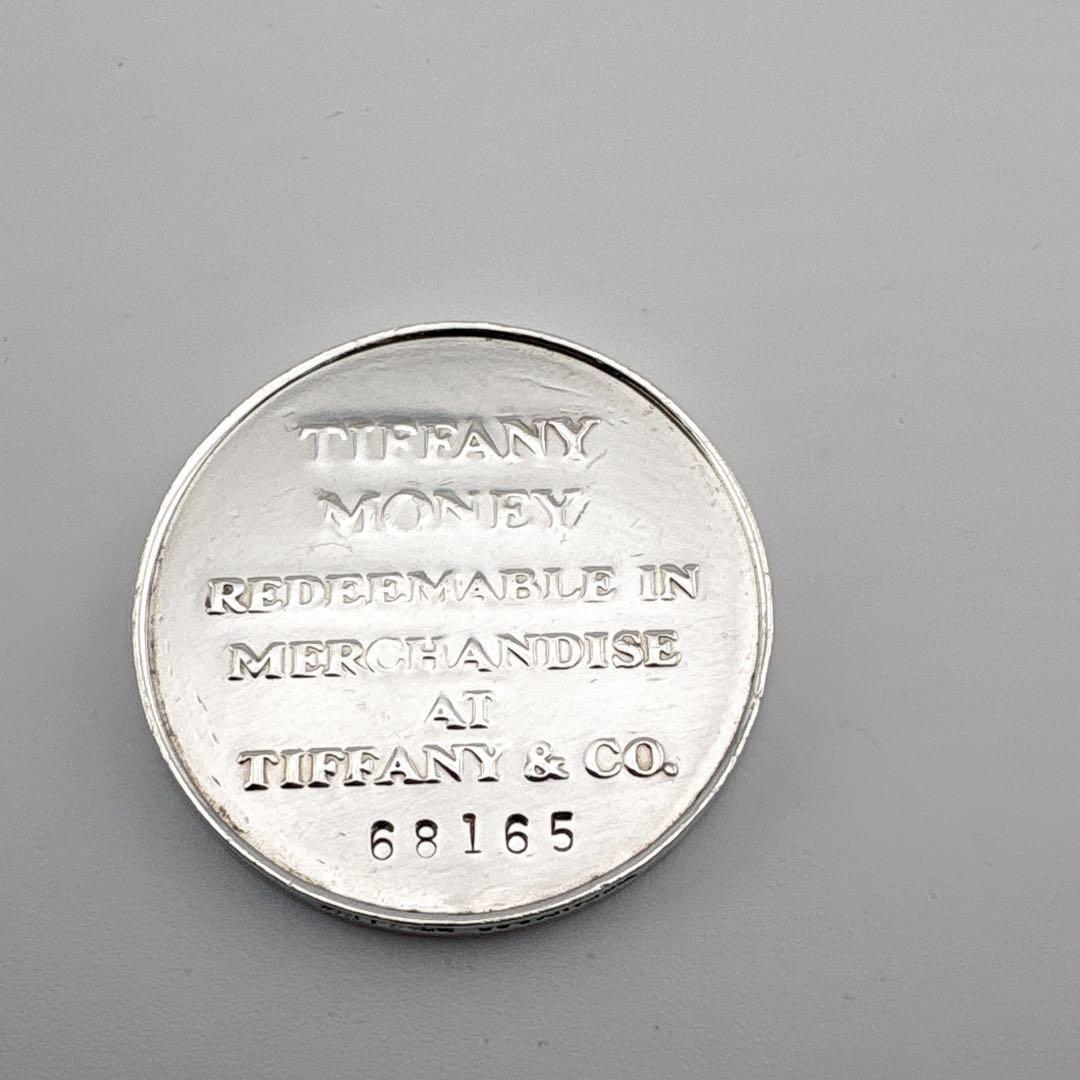 TIFFANY
MONEY
REDEEMABLE IN
MERCHANDISE
AT
TIFFANY & CO.
68165